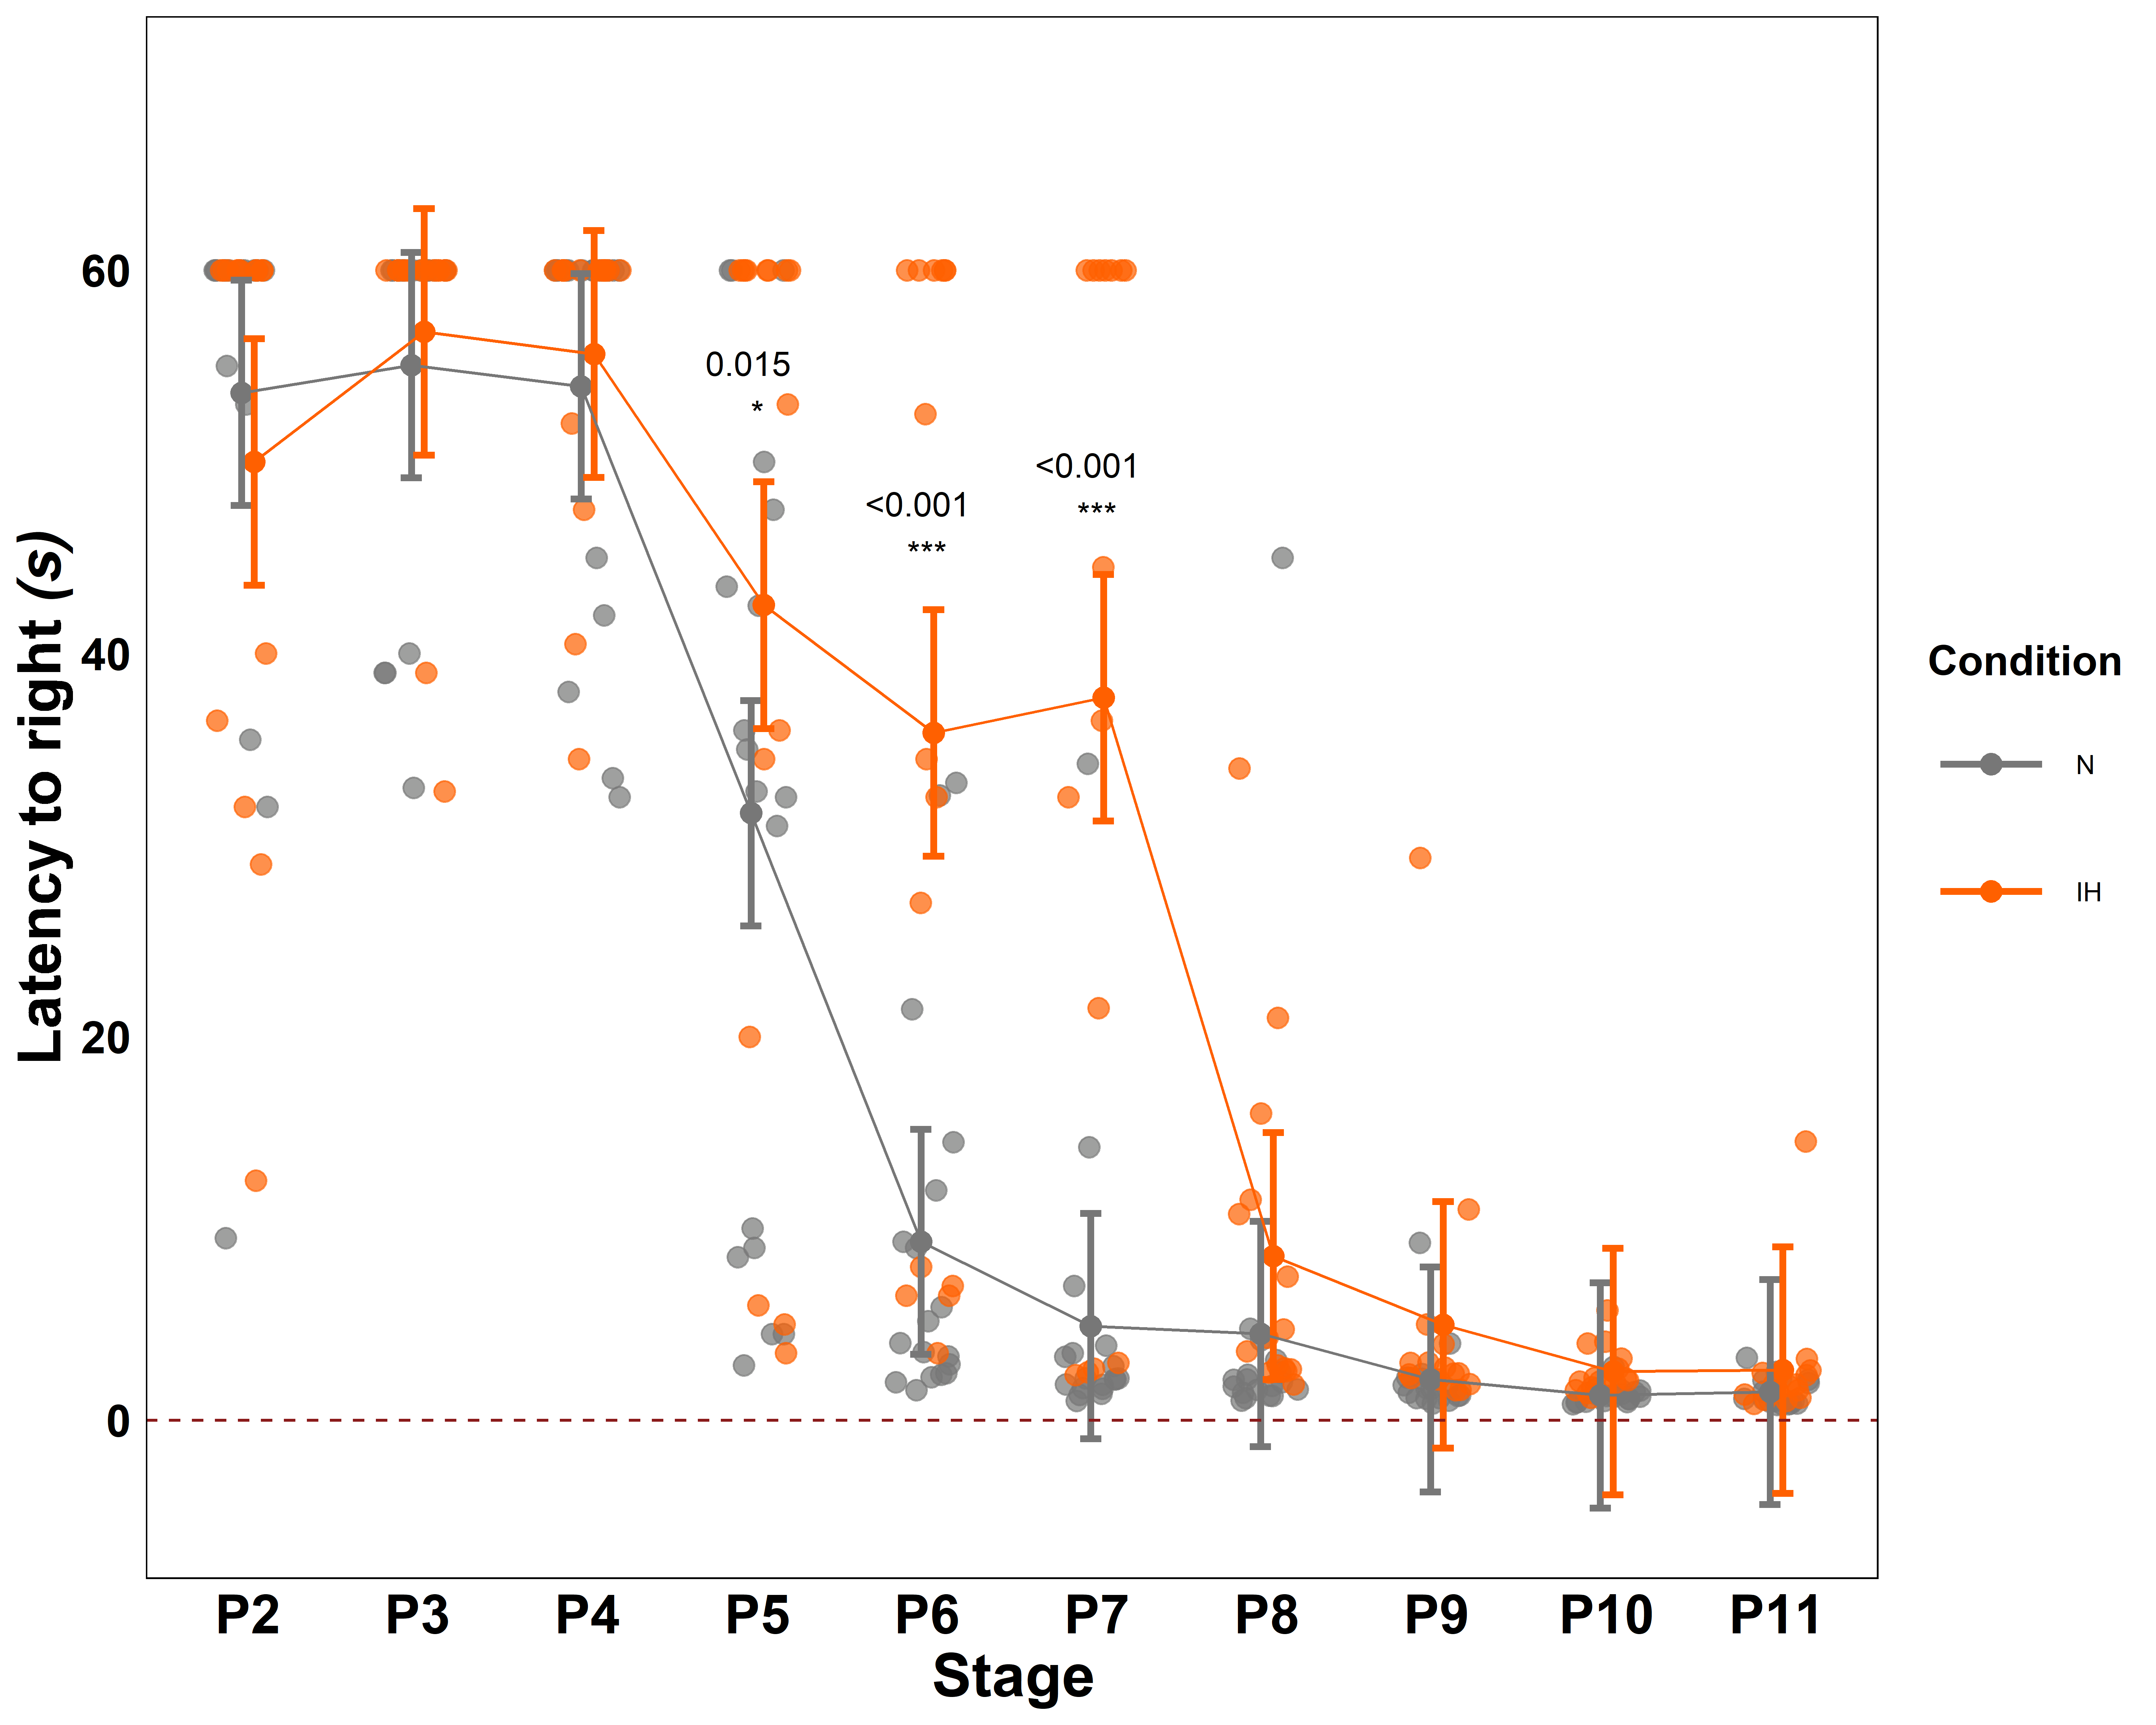 60
40
20
0
Latency to right (s)
0.015
*
<0.001
***
<0.001
***
P2 P3 P4 P5 P6 P7 P8 P9 P10 P11
Stage
Condition
N
IH